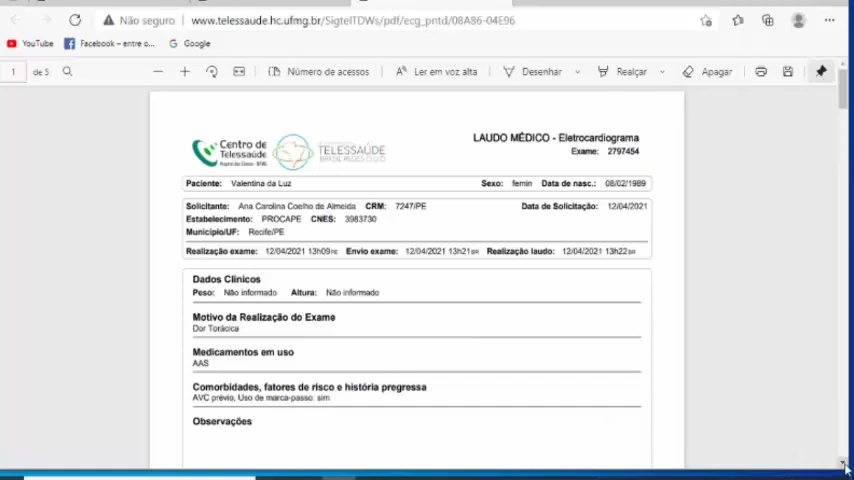 Não seguro
www.telessaude.hc.ufmg.br/SigtelTDWs/pdf/ecg_pntd/08A86-04E96
YouTube
Facebook – entre o...
Google
1 de 5
Número de acessos
Ler em voz alta
Desenhar
Realçar
Apagar
Centro de
Telessaúde
TELESSAÚDE
BRASIL REDES
LAUDO MÉDICO - Eletrocardiograma
Exame: 2797454
Paciente: Valentina da Luz Sexo: femin Data de nasc.: 08/02/1989
Solicitante: Ana Carolina Coelho de Almeida CRM: 7247/PE Data de Solicitação: 12/04/2021
Estabelecimento: PROCAPE CNES: 3983730
Município/UF: Recife/PE
Realização exame: 12/04/2021 13h09 Envio exame: 12/04/2021 13h21 Realização laudo: 12/04/2021 13h22
Dados Clínicos
Peso: Não informado Altura: Não informado
Motivo da Realização do Exame
Dor Torácica
Medicamentos em uso
AAS
Comorbidades, fatores de risco e história pregressa
AVC prévio, Uso de marca-passo: sim
Observações